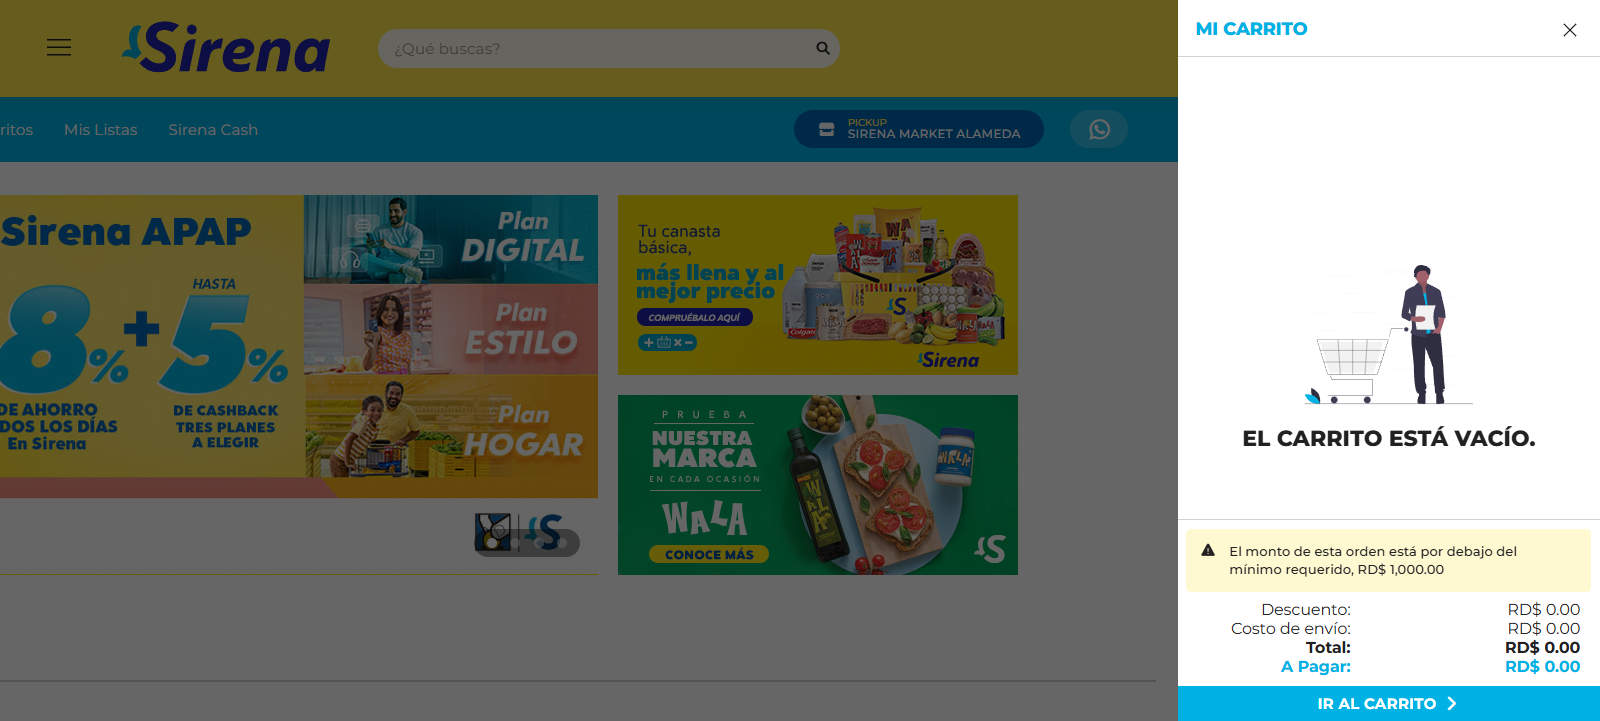 Sirena
¿Qué buscas?
ritos
Mis Listas
Sirena Cash
PICKUP
SIRENA MARKET ALAMEDA
Sirena APAP
8%
+
HASTA
5%
DE AHORRO
DOS LOS DÍAS
En Sirena
DE CASHBACK
TRES PLANES
A ELEGIR
Plan
DIGITAL
Plan
ESTILO
Plan
HOGAR
Tu canasta
básica,
más llena y al
mejor precio
COMPRUÉBALO AQUÍ
Colgate
WALA
Sirena
PRUEBA
NUESTRA
MARCA
EN CADA OCASIÓN
WALA
CONOCE MÁS
WALA
WALA
MI CARRITO
EL CARRITO ESTÁ VACÍO.
El monto de esta orden está por debajo del
mínimo requerido, RD$ 1,000.00
Descuento: RD$ 0.00
Costo de envío: RD$ 0.00
Total: RD$ 0.00
A Pagar: RD$ 0.00
IR AL CARRITO